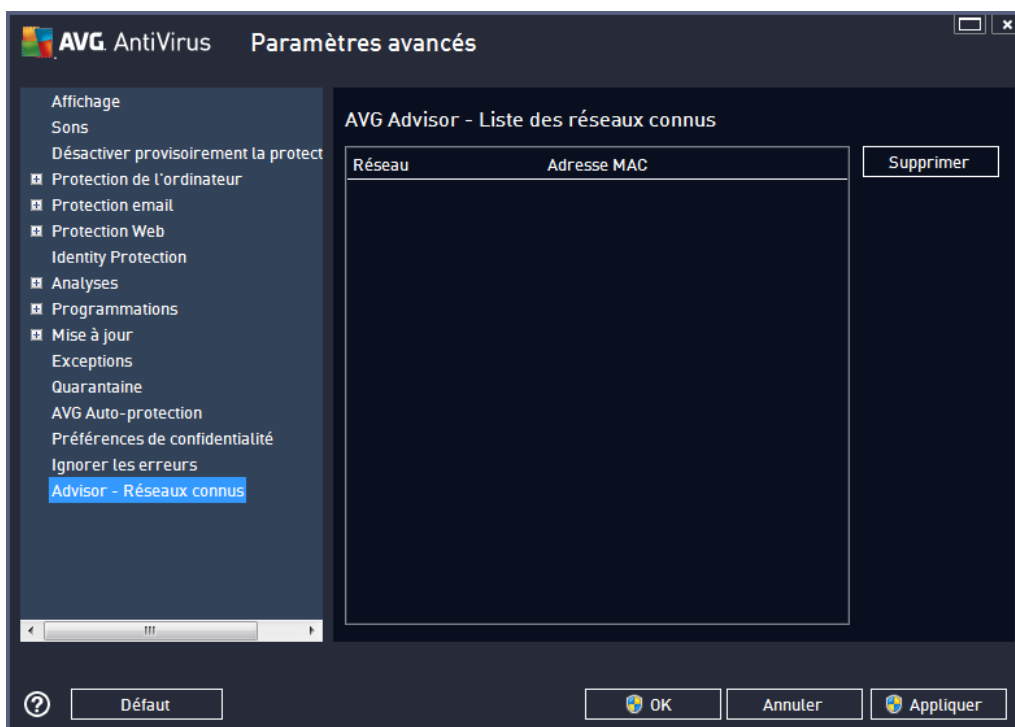 AVG. AntiVirus Paramètres avancés
Affichage
Sons
Désactiver provisoirement la protect
Protection de l'ordinateur
Protection email
Protection Web
Identity Protection
Analyses
Programmations
Mise à jour
Exceptions
Quarantaine
AVG Auto-protection
Préférences de confidentialité
Ignorer les erreurs
Advisor - Réseaux connus
AVG Advisor - Liste des réseaux connus
Réseau Adresse MAC
Supprimer
? Défaut OK Annuler Appliquer